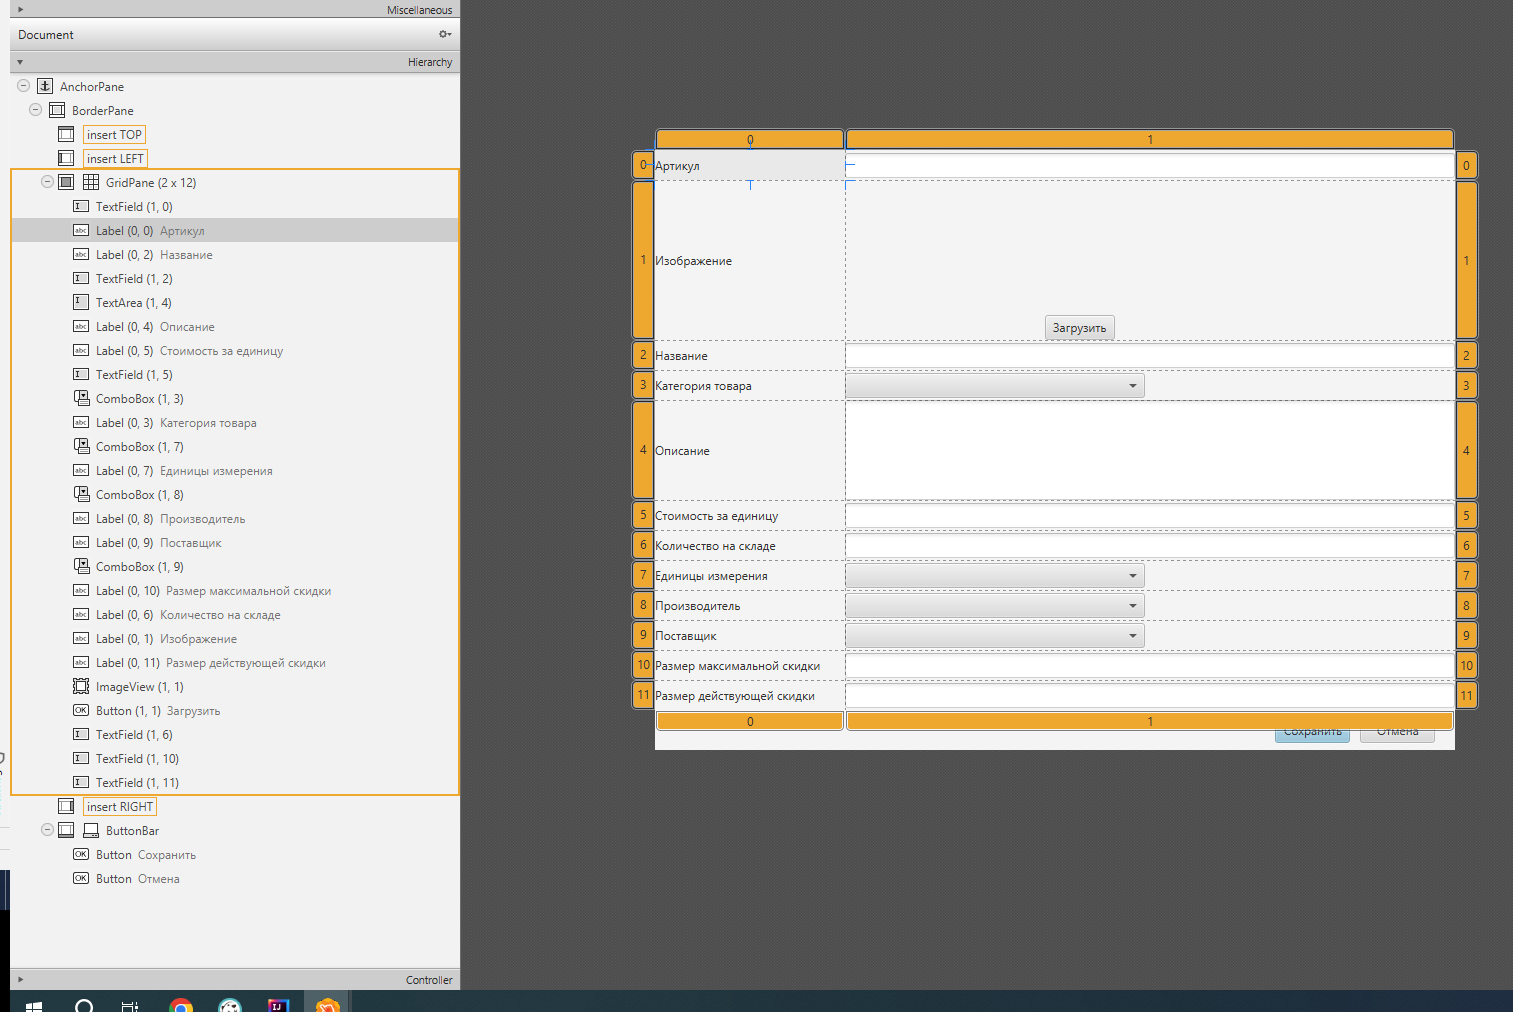 Miscellaneous
Document
Hierarchy
AnchorPane
BorderPane
insert TOP
insert LEFT
GridPane (2 x 12)
TextField (1, 0)
Label (0, 0) Артикул
Label (0, 2) Название
TextField (1, 2)
TextArea (1, 4)
Label (0, 4) Описание
Label (0, 5) Стоимость за единицу
TextField (1, 5)
ComboBox (1, 3)
Label (0, 3) Категория товара
ComboBox (1, 7)
Label (0, 7) Единицы измерения
ComboBox (1, 8)
Label (0, 8) Производитель
Label (0, 9) Поставщик
ComboBox (1, 9)
Label (0, 10) Размер максимальной скидки
Label (0, 6) Количество на складе
Label (0, 1) Изображение
Label (0, 11) Размер действующей скидки
ImageView (1, 1)
Button (1, 1) Загрузить
TextField (1, 6)
TextField (1, 10)
TextField (1, 11)
insert RIGHT
ButtonBar
Button Сохранить
Button Отмена
Controller
0 1
0 Артикул 0
1 Изображение 1
Загрузить
2 Название 2
3 Категория товара 3
4 Описание 4
5 Стоимость за единицу 5
6 Количество на складе 6
7 Единицы измерения 7
8 Производитель 8
9 Поставщик 9
10 Размер максимальной скидки 10
11 Размер действующей скидки 11
0 1
Сохранить Отмена